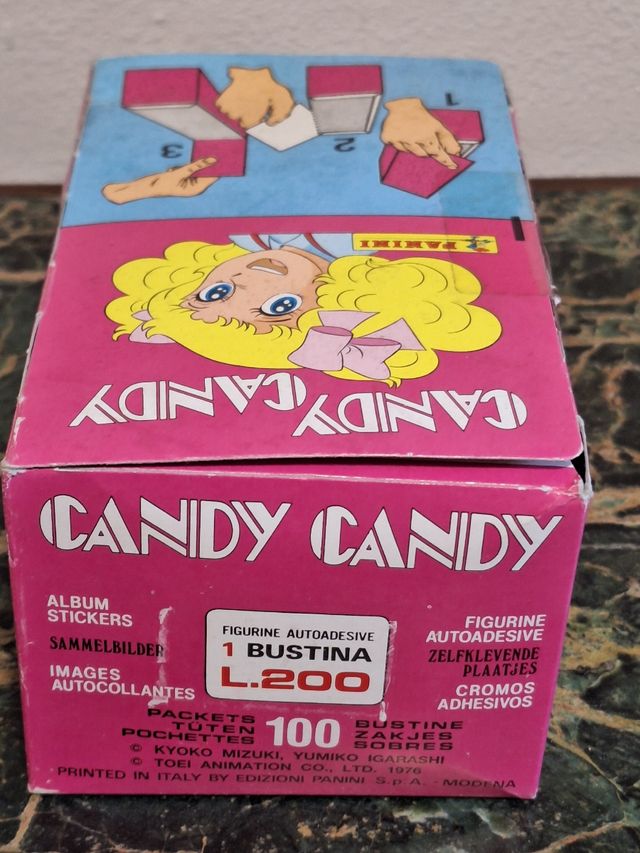 1
2
3
PANINI
CANDY CANDY
CANDY CANDY
ALBUM
STICKERS
SAMMELBILDER
IMAGES
AUTOCOLLANTES
FIGURINE AUTOADESIVE
1 BUSTINA
L.200
FIGURINE
AUTOADESIVE
ZELFKLEVENDE
PLAATJES
CROMOS
ADHESIVOS
PACKETS
TÜTEN
POCHETTES
100
BUSTINE
ZAKJES
SOBRES
© KYOKO MIZUKI, YUMIKO IGARASHI
© TOEI ANIMATION CO., LTD. 1976
PRINTED IN ITALY BY EDIZIONI PANINI S.p.A. - MODENA